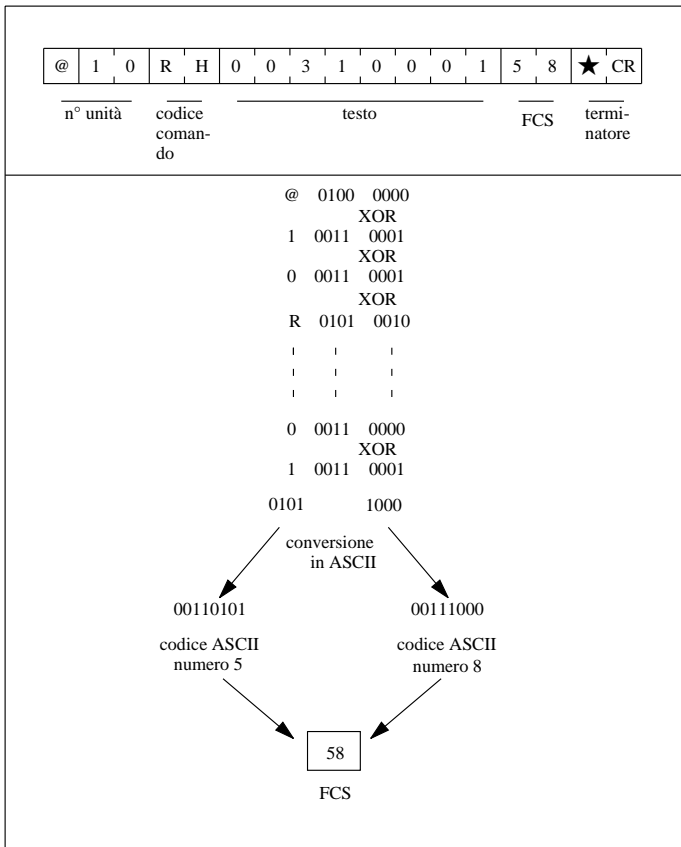 @ 1 0 R H 0 0 3 1 0 0 0 1 5 8 ★ CR
n° unità codice coman- do testo FCS termi- natore
@ 0100 0000
XOR
1 0011 0001
XOR
0 0011 0001
XOR
R 0101 0010
0 0011 0000
XOR
1 0011 0001
0101 1000
conversione
in ASCII
00110101 00111000
codice ASCII
numero 5
codice ASCII
numero 8
58
FCS